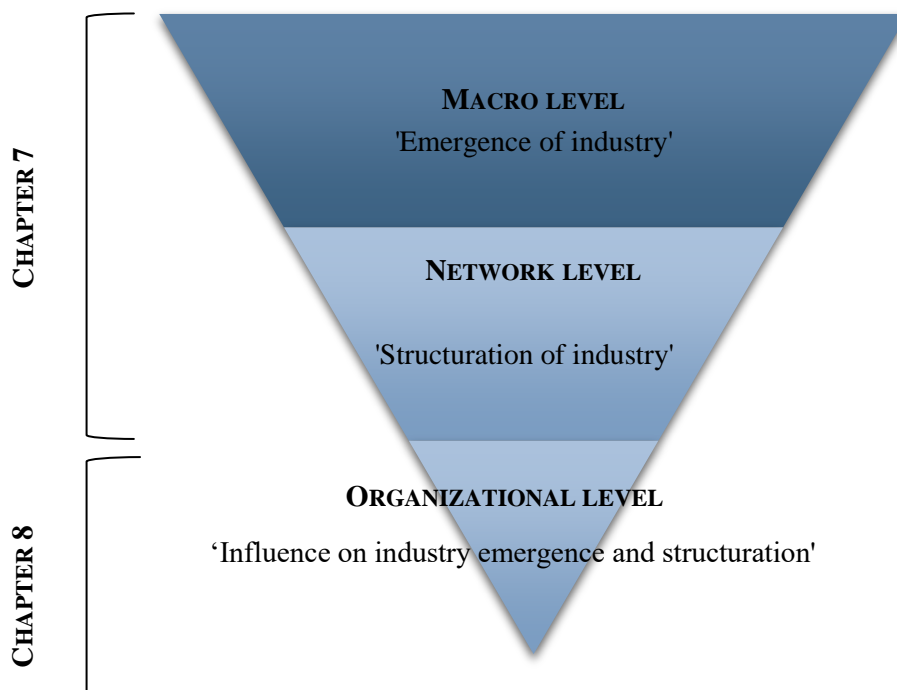 CHAPTER 7
MACRO LEVEL
'Emergence of industry'
NETWORK LEVEL
'Structuration of industry'
CHAPTER 8
ORGANIZATIONAL LEVEL
‘Influence on industry emergence and structuration'